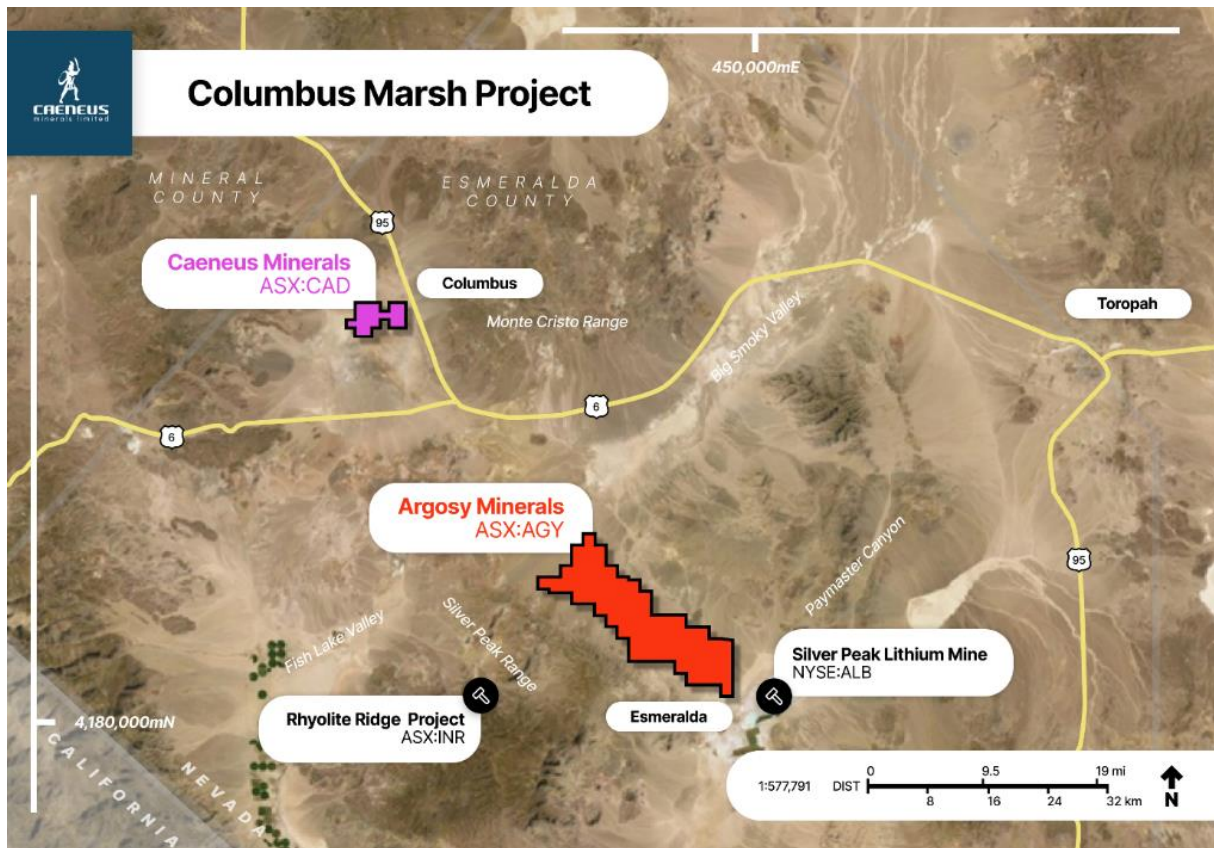 CAENEUS
minerals limited
Columbus Marsh Project
450,000mE
MINERAL
COUNTY
ESMERALDA
COUNTY
95
Caeneus Minerals
ASX:CAD
Columbus
Monte Cristo Range
Big Smoky Valley
Toropah
6
6
Argosy Minerals
ASX:AGY
95
Paymaster Canyon
Fish Lake Valley
Silver Peak Range
Silver Peak Lithium Mine
NYSE:ALB
Rhyolite Ridge Project
ASX:INR
Esmeralda
4,180,000mN
CALIFORNIA
NEVADA
1:577,791 DIST
0 9.5 19 mi
8 16 24 32 km
N